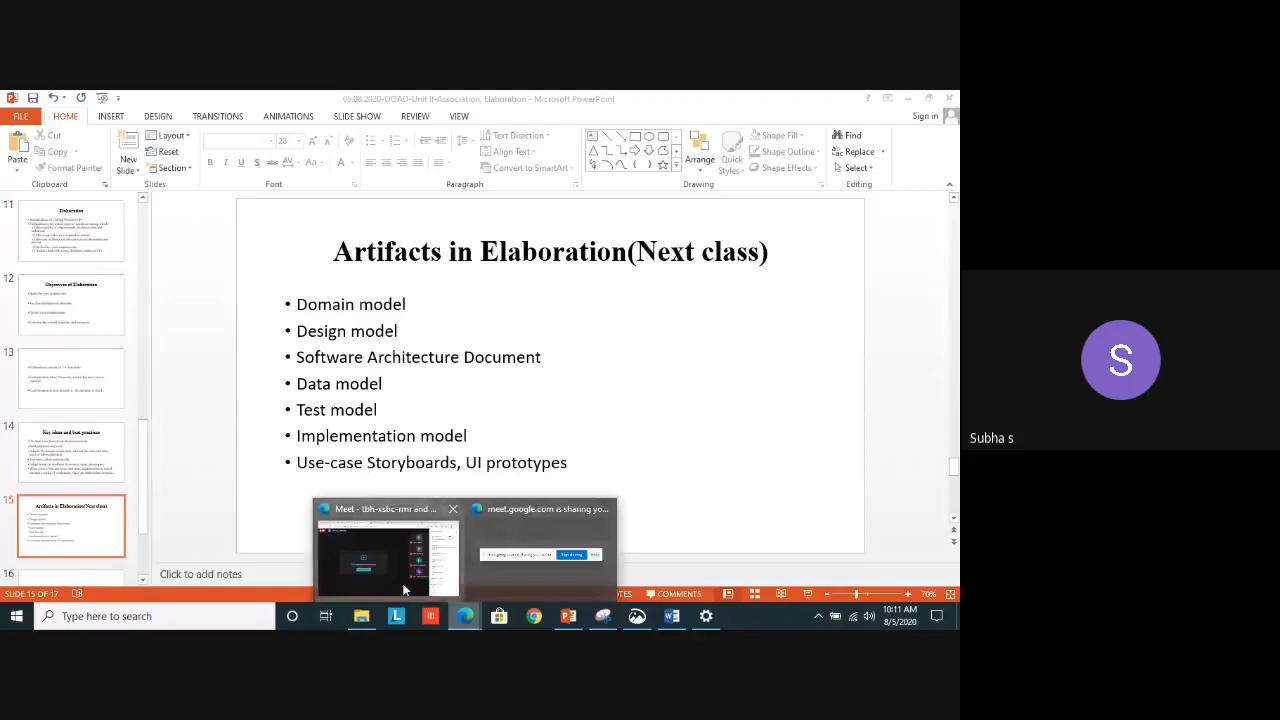 05.08.2020-OOAD-Unit II-Association, Elaboration - Microsoft PowerPoint
FILE HOME INSERT DESIGN TRANSITIONS ANIMATIONS SLIDE SHOW REVIEW VIEW Sign in
Paste
Cut
Copy
Format Painter
Clipboard
New Slide
Layout
Reset
Section
Slides
28
Font
Text Direction
Align Text
Convert to SmartArt
Paragraph
Arrange
Quick Styles
Shape Fill
Shape Outline
Shape Effects
Drawing
Find
Replace
Select
Editing
11
Elaboration
12
Objectives of Elaboration
13
14
Key ideas and best practices
15
Artifacts in Elaboration(Next class)
16
Artifacts in Elaboration(Next class)
• Domain model
• Design model
• Software Architecture Document
• Data model
• Test model
• Implementation model
• Use-Case Storyboards, UI prototypes
Meet - tbh-xsbc-rmr and ...
meet.google.com is sharing yo...
Click to add notes
SLIDE 15 OF 17
COMMENTS
70%
Type here to search
10:11 AM
8/5/2020
S
Subha s